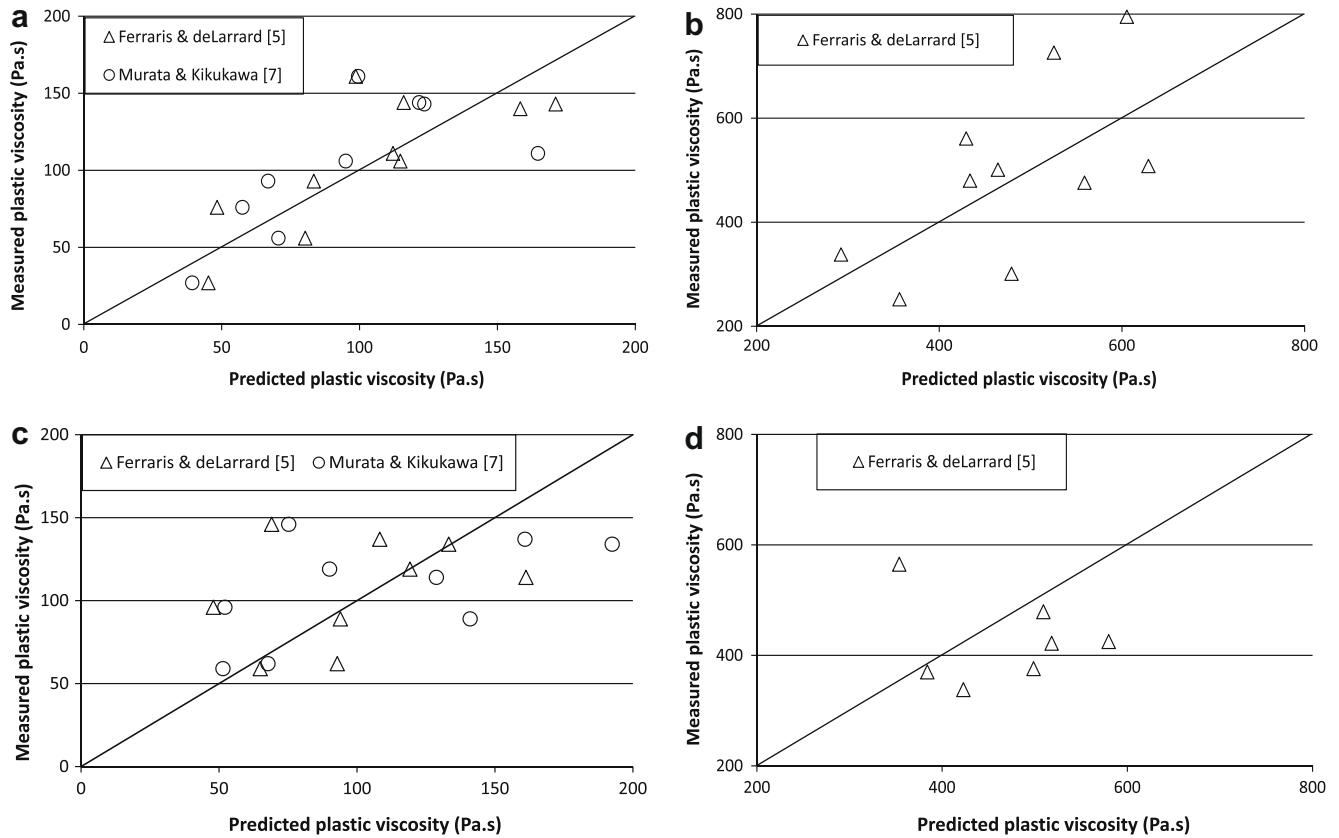 a
200
150
100
50
0
Measured plastic viscosity (Pa.s)
Ferraris & deLarrard [5]
Murata & Kikukawa [7]
0 50 100 150 200
Predicted plastic viscosity (Pa.s)
b
800
600
400
200
Measured plastic viscosity (Pa.s)
Ferraris & deLarrard [5]
200 400 600 800
Predicted plastic viscosity (Pa.s)
c
200
150
100
50
0
Measured plastic viscosity (Pa.s)
Ferraris & deLarrard [5] Murata & Kikukawa [7]
0 50 100 150 200
Predicted plastic viscosity (Pa.s)
d
800
600
400
200
Measured plastic viscosity (Pa.s)
Ferraris & deLarrard [5]
200 400 600 800
Predicted plastic viscosity (Pa.s)